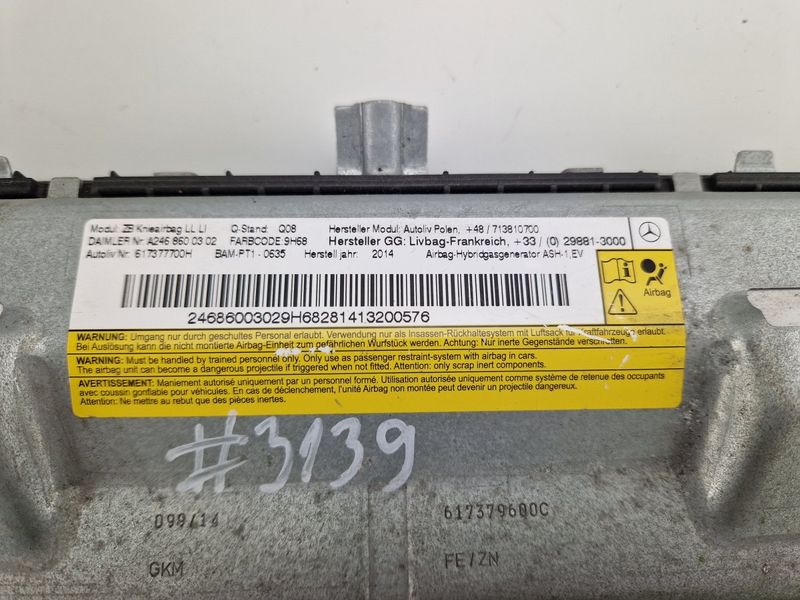 Modul: ZB Knieairbag LL LI Q-Stand: Q08 Hersteller Modul: Autoliv Polen, +48 / 713810700
DAIMLER Nr. A246 860 03 02 FARBCODE 9H68 Hersteller GG: Livbag-Frankreich, +33 / (0) 29881-3000
Autoliv Nr. 617377700H BAM-PT1 - 0635 Herstell jahr: 2014 Airbag-Hybridgasgenerator ASH-1,EV
i
Airbag
24686003029H68281413200576
WARNUNG: Umgang nur durch geschultes Personal erlaubt. Verwendung nur als Insassen-Rückhaltesystem mit Luftsack für Kraftfahrzeuge erlaubt.
Bei Auslösung kann die nicht montierte Airbag-Einheit zum gefährlichen Wurfstück werden. Achtung: Nur inerte Gegenstände verschrotten.
WARNING: Must be handled by trained personnel only. Only use as passenger restraint-system with airbag in cars.
The airbag unit can become a dangerous projectile if triggered when not fitted. Attention: only scrap inert components.
AVERTISSEMENT: Maniement autorisé uniquement par un personnel formé. Utilisation autorisée uniquement comme système de retenue des occupants
avec coussin gonflable pour véhicules. En cas de déclenchement, l'unité Airbag non montée peut devenir un projectile dangereux.
Attention: Ne mettre au rebut que des pièces inertes.
#3139
099/14 617379600C
GKM FE/ZN